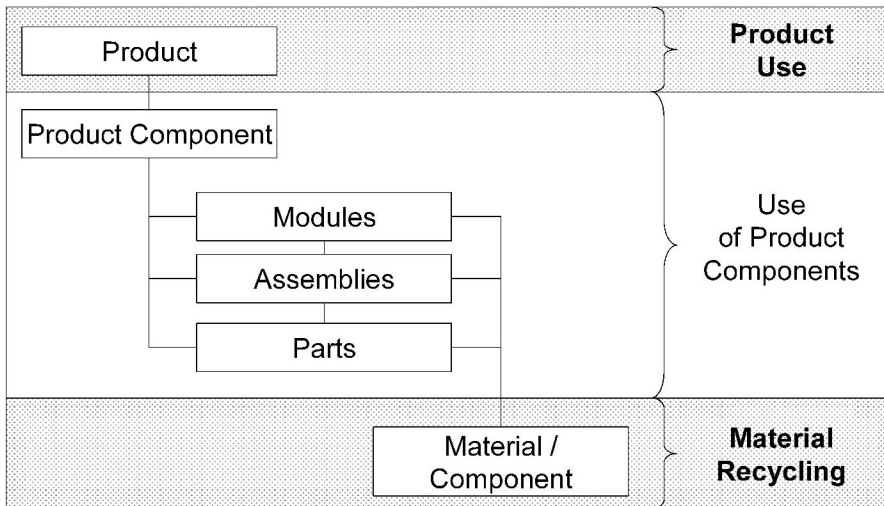 Product
Product
Use
Product Component
Modules
Assemblies
Parts
Use
of Product
Components
Material /
Component
Material
Recycling